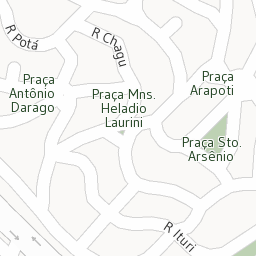 R Potá
R Chagu
Praça
Antônio
Darago
Praça Mns.
Heladio
Laurini
Praça
Arapoti
Praça Sto.
Arsênio
R Ituri